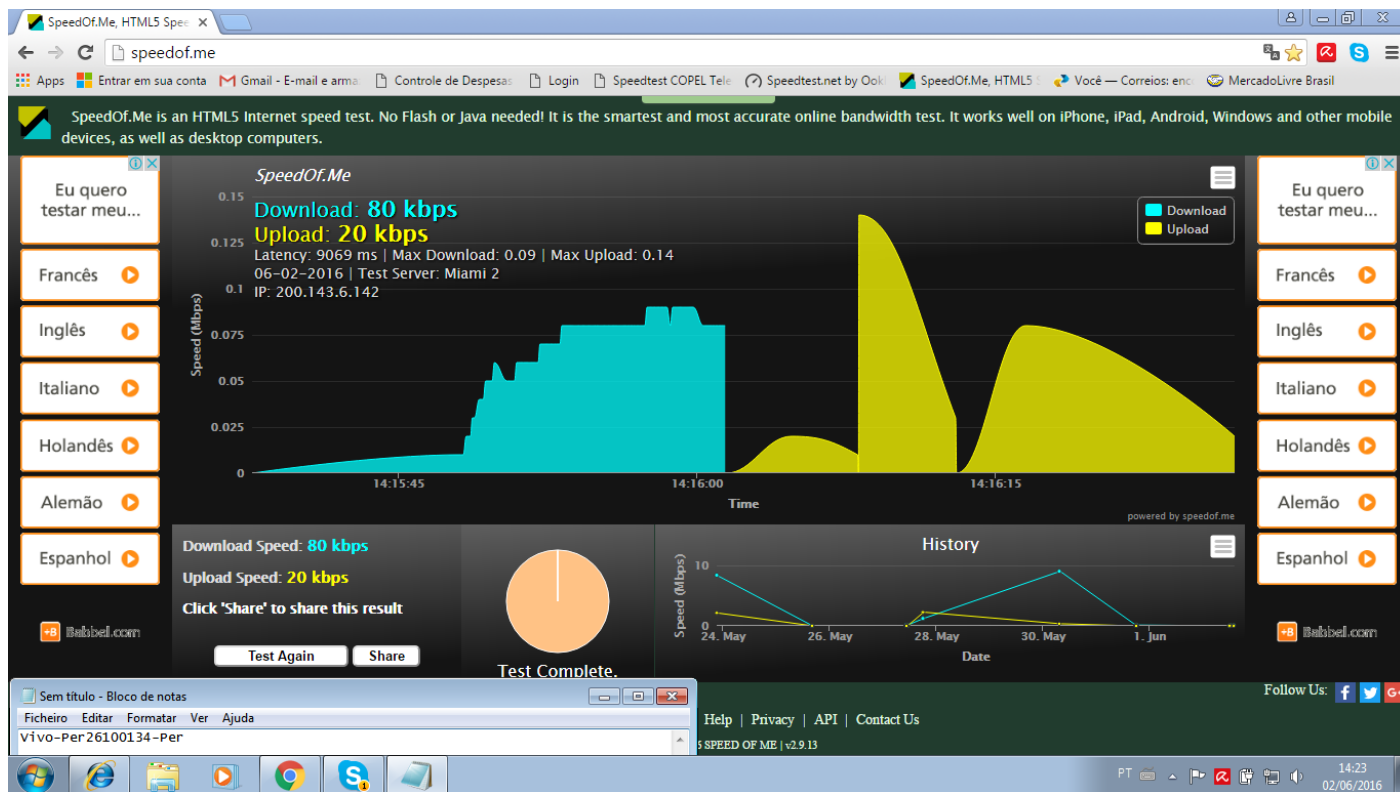 SpeedOf.Me, HTML5 Spee
speedof.me
Apps
Entrar em sua conta
Gmail - E-mail e arma
Controle de Despesas
Login
Speedtest COPEL Tele
Speedtest.net by Ook
SpeedOf.Me, HTML5
Você — Correios: enc
MercadoLivre Brasil
SpeedOf.Me is an HTML5 Internet speed test. No Flash or Java needed! It is the smartest and most accurate online bandwidth test. It works well on iPhone, iPad, Android, Windows and other mobile
devices, as well as desktop computers.
Eu quero
testar meu...
Francês
Inglês
Italiano
Holandês
Alemão
Espanhol
+B Babbel.com
SpeedOf.Me
Download: 80 kbps
Upload: 20 kbps
Latency: 9069 ms | Max Download: 0.09 | Max Upload: 0.14
06-02-2016 | Test Server: Miami 2
IP: 200.143.6.142
Download
Upload
Speed (Mbps)
0.15
0.125
0.1
0.075
0.05
0.025
0
14:15:45
14:16:00
14:16:15
Time
powered by speedof.me
Eu quero
testar meu...
Francês
Inglês
Italiano
Holandês
Alemão
Espanhol
+B Babbel.com
Download Speed: 80 kbps
Upload Speed: 20 kbps
Click 'Share' to share this result
Test Again
Share
Test Complete.
History
Speed (Mbps)
10
0
24. May
26. May
28. May
30. May
1. Jun
Date
Follow Us:
Help | Privacy | API | Contact Us
SPEED OF ME | v2.9.13
Sem título - Bloco de notas
Ficheiro Editar Formatar Ver Ajuda
Vivo-Per26100134-Per
PT
14:23
02/06/2016